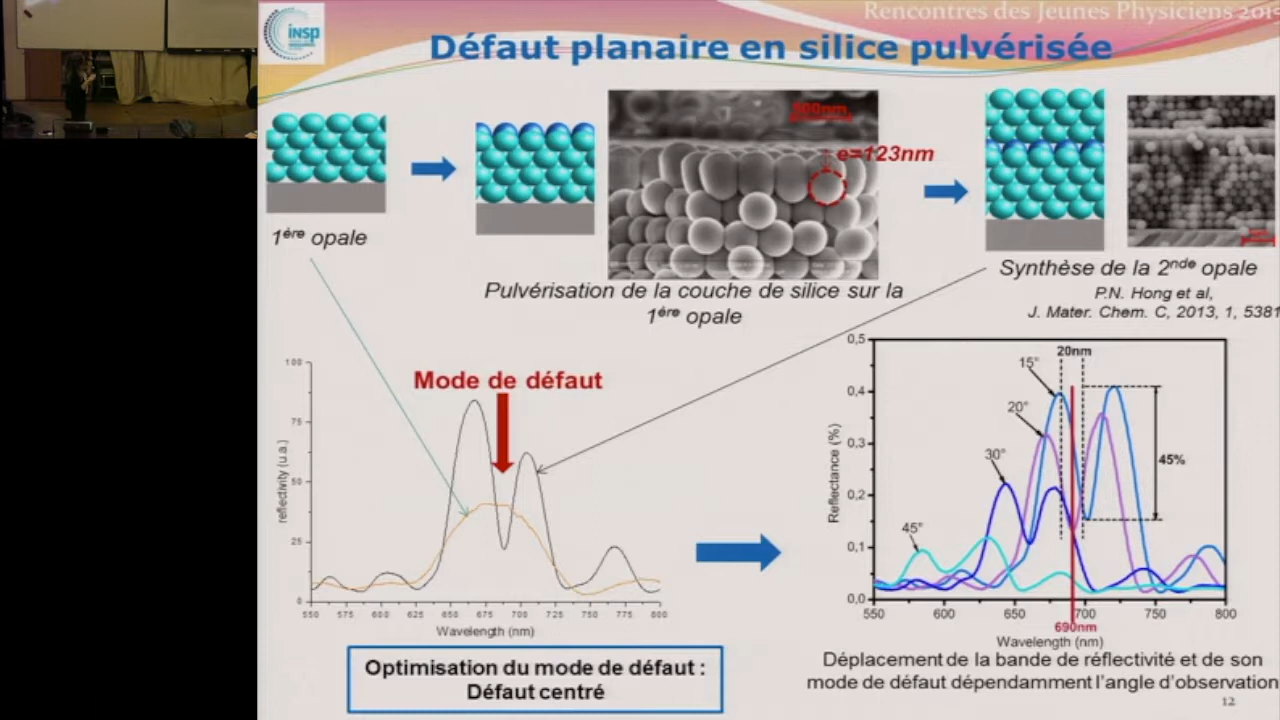 Rencontres des Jeunes Physiciens
insp
Défaut planaire en silice pulvérisée
e=123nm
1ére opale
Pulvérisation de la couche de silice sur la
1ére opale
Synthèse de la 2nde opale
P.N. Hong et al,
J. Mater. Chem. C, 2013, 1, 5381
Mode de défaut
100
75
50
25
0
reflectivity (u.a.)
550 575 600 625 650 675 700 725 750 775 800
Wavelength (nm)
Optimisation du mode de défaut :
Défaut centré
0,5
0,4
0,3
0,2
0,1
0,0
Reflectance (%)
20nm
15°
20°
30°
45°
45%
550 600 650 700 750 800
690nm
Wavelength (nm)
Déplacement de la bande de réflectivité et de son
mode de défaut dépendamment l'angle d'observation
12